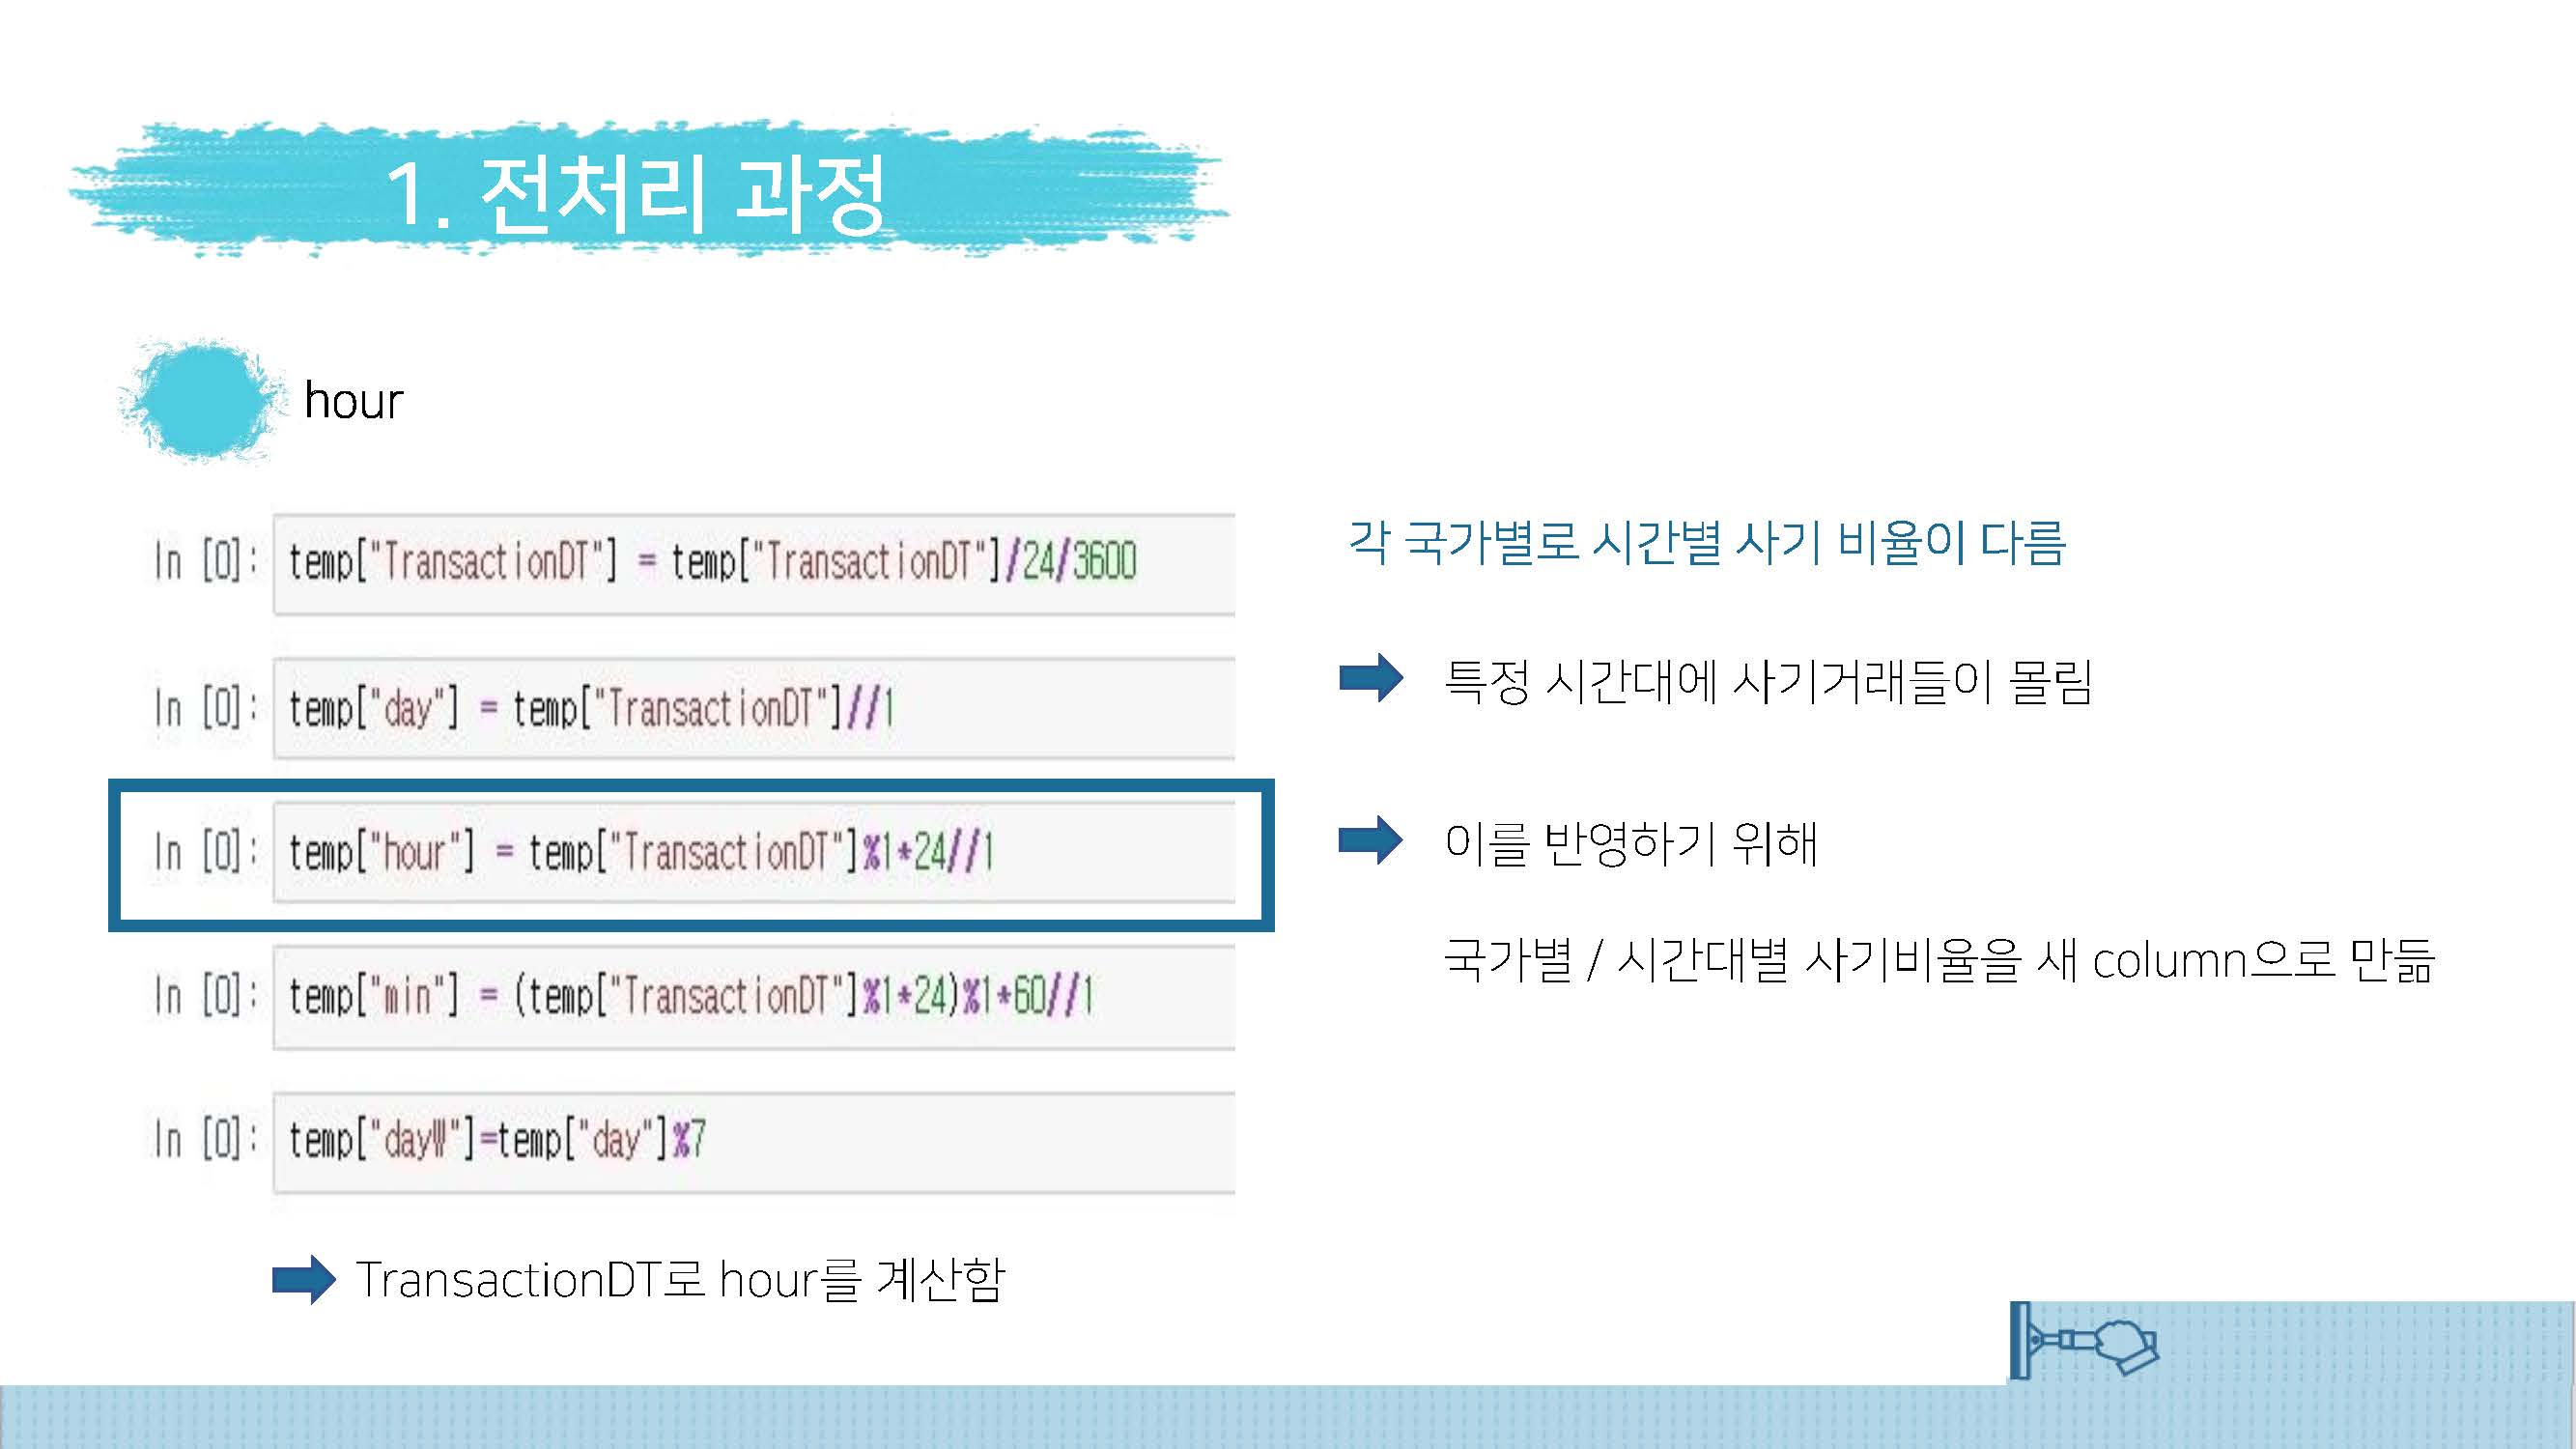 1. 전처리 과정
hour
In [0]: temp["TransactionDT"] = temp["TransactionDT"]/24/3600
In [0]: temp["day"] = temp["TransactionDT"]//1
In [0]: temp["hour"] = temp["TransactionDT"]%1*24//1
In [0]: temp["min"] = (temp["TransactionDT"]%1*24)%1*60//1
In [0]: temp["dayW"]=temp["day"]%7
TransactionDT로 hour를 계산함
각 국가별로 시간별 사기 비율이 다름
특정 시간대에 사기거래들이 몰림
이를 반영하기 위해
국가별 / 시간대별 사기비율을 새 column으로 만듦